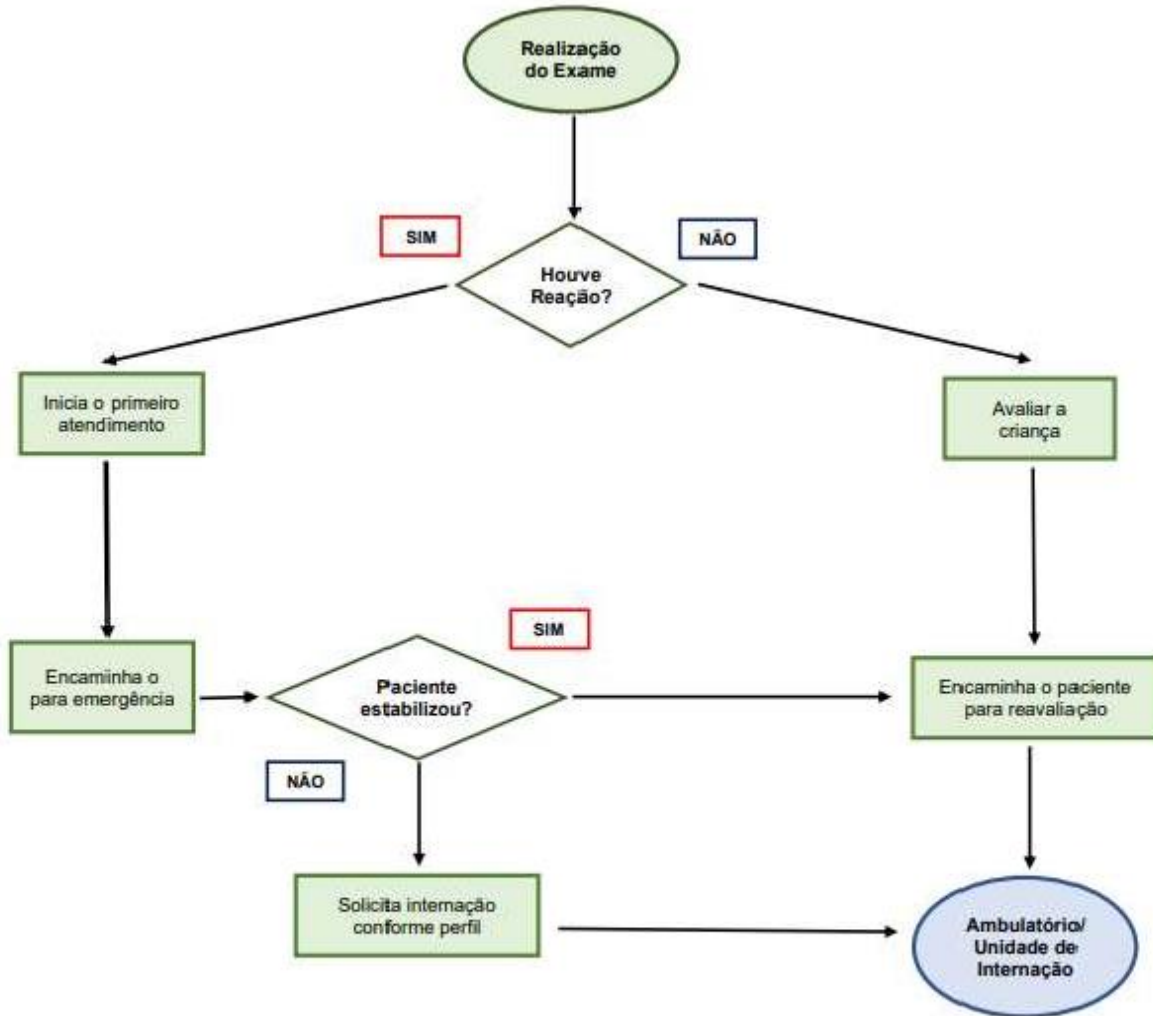 Realização
do Exame
SIM
NÃO
Houve
Reação?
Inicia o primeiro
atendimento
Avaliar a
criança
SIM
Encaminha o
para emergência
Paciente
estabilizou?
Encaminha o paciente
para reavaliação
NÃO
Solicita internação
conforme perfil
Ambulatório/
Unidade de
Internação